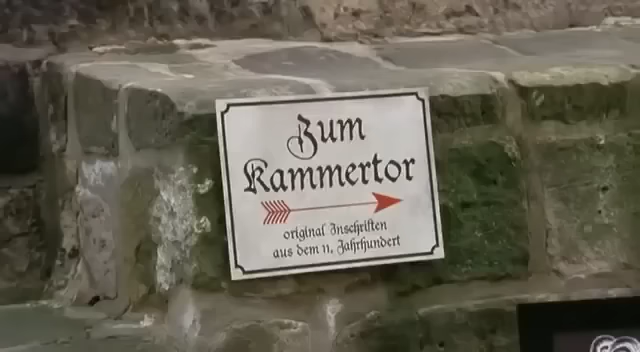 Zum
Kammertor
original Inschriften
aus dem 11. Jahrhundert